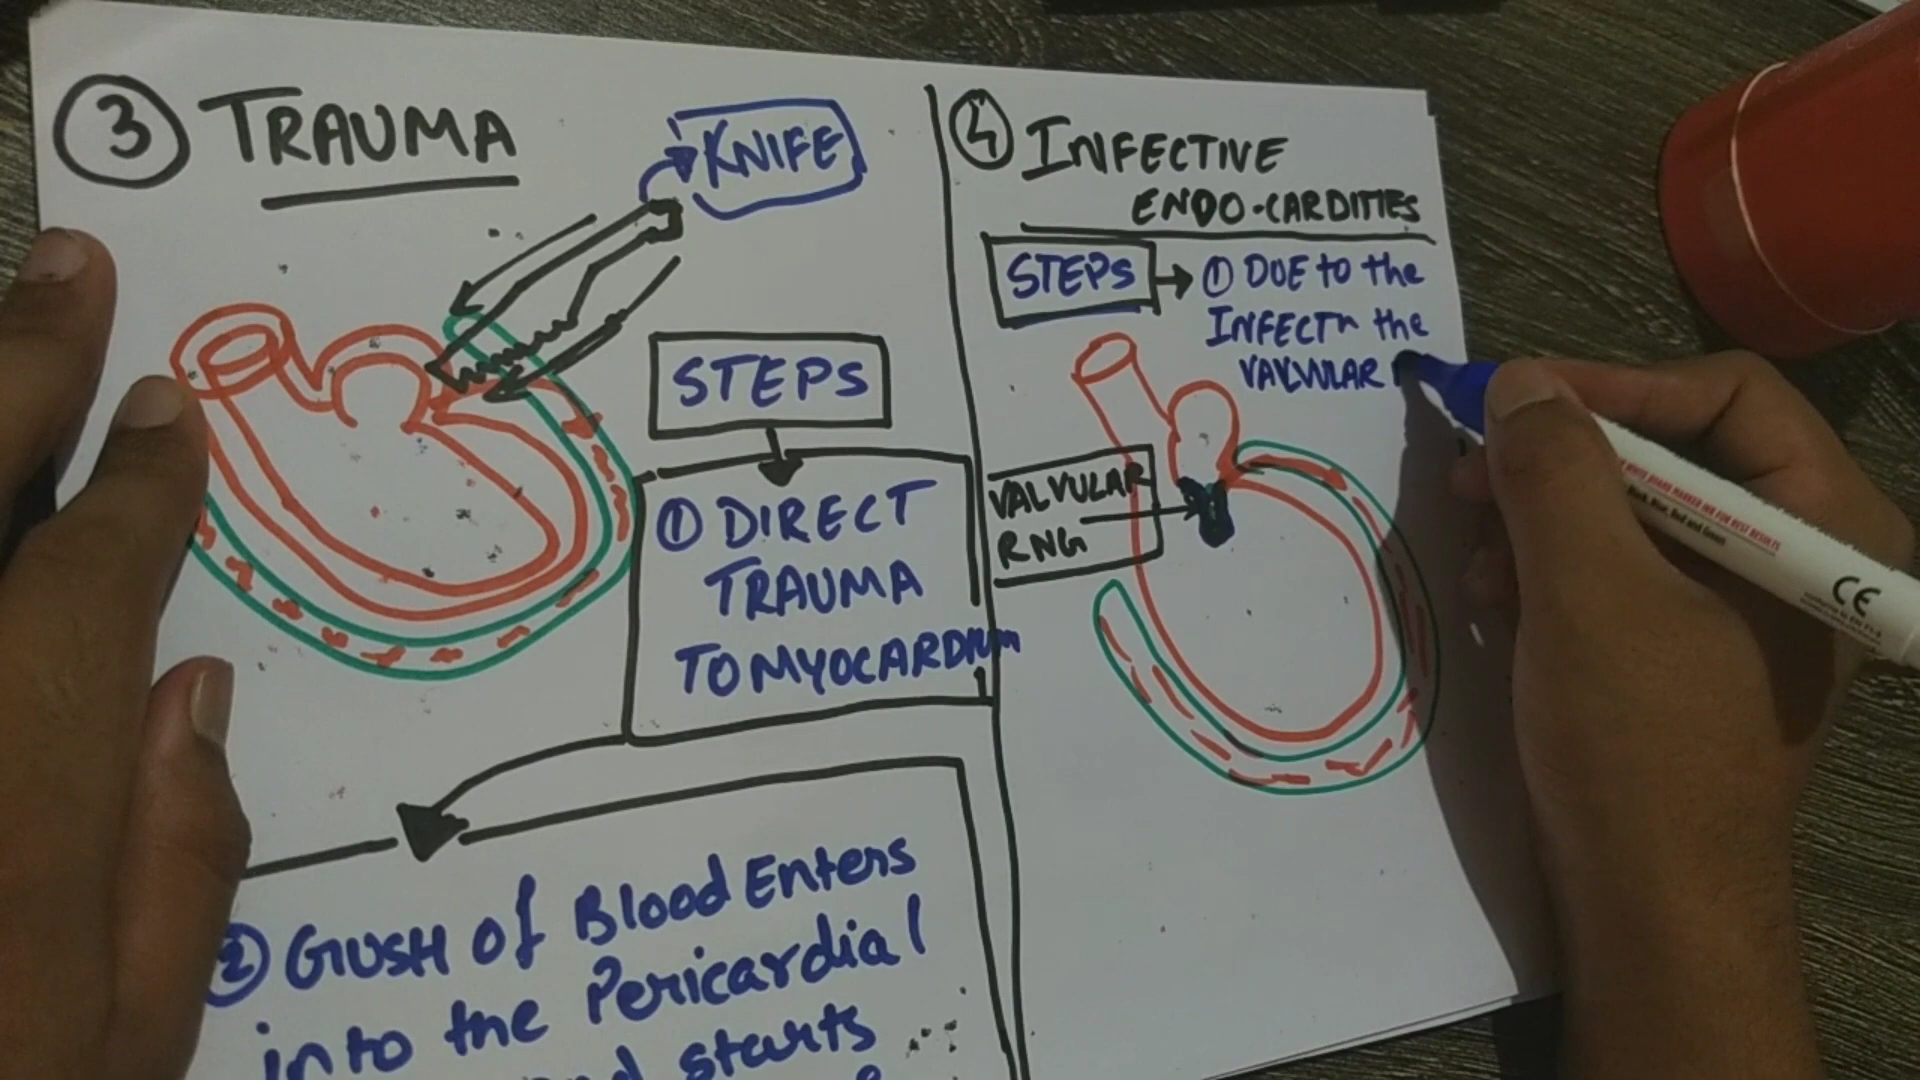 3 TRAUMA
KNIFE
STEPS
1 DIRECT
TRAUMA
TO MYOCARDIUM
2 GUSH of Blood Enters
into the Pericardial
starts
4 INFECTIVE
ENDO-CARDITIES
STEPS
1 DUE to the
INFECTn the
VALVULAR
VALVULAR
RNG
CE